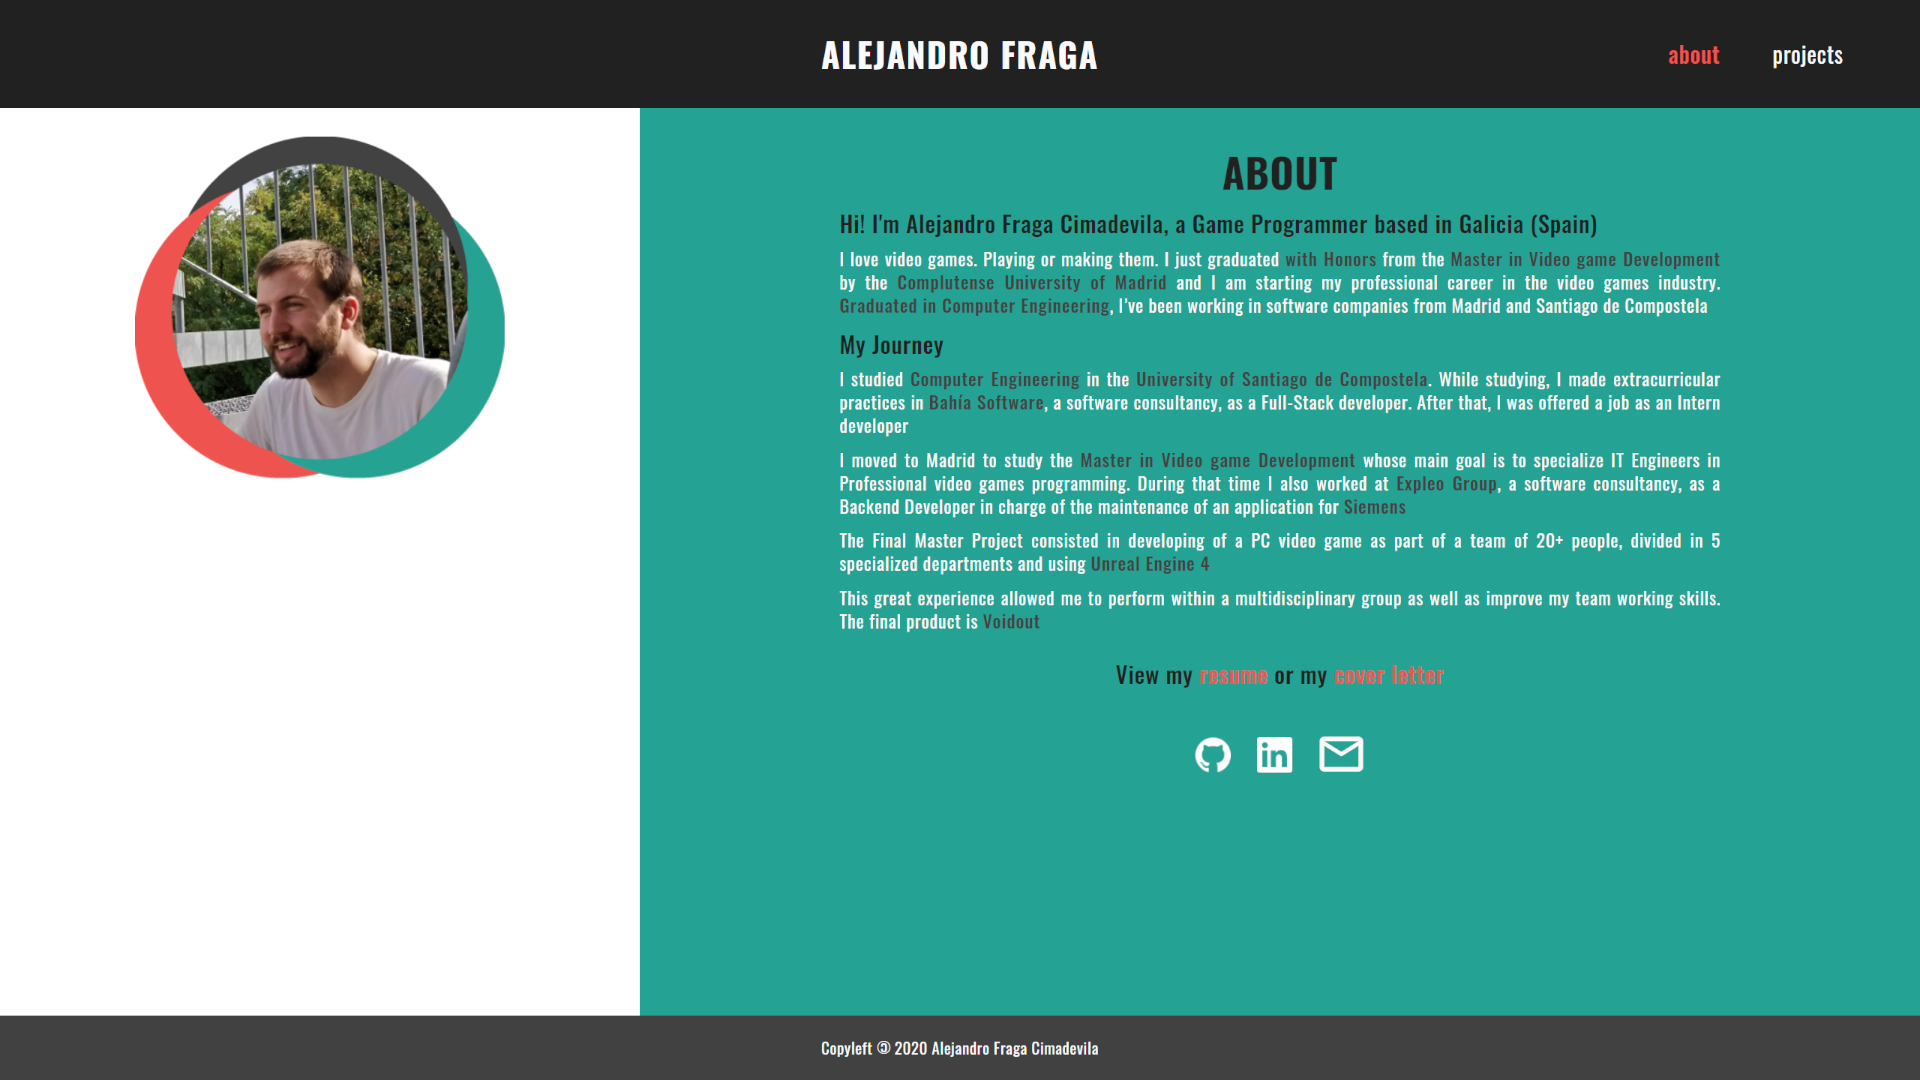 ALEJANDRO FRAGA
about
projects
ABOUT
Hi! I'm Alejandro Fraga Cimadevila, a Game Programmer based in Galicia (Spain)
I love video games. Playing or making them. I just graduated with Honors from the Master in Video game Development
by the Complutense University of Madrid and I am starting my professional career in the video games industry.
Graduated in Computer Engineering, I've been working in software companies from Madrid and Santiago de Compostela
My Journey
I studied Computer Engineering in the University of Santiago de Compostela. While studying, I made extracurricular
practices in Bahía Software, a software consultancy, as a Full-Stack developer. After that, I was offered a job as an Intern
developer
I moved to Madrid to study the Master in Video game Development whose main goal is to specialize IT Engineers in
Professional video games programming. During that time I also worked at Expleo Group, a software consultancy, as a
Backend Developer in charge of the maintenance of an application for Siemens
The Final Master Project consisted in developing of a PC video game as part of a team of 20+ people, divided in 5
specialized departments and using Unreal Engine 4
This great experience allowed me to perform within a multidisciplinary group as well as improve my team working skills.
The final product is Voidout
View my resume or my cover letter
in
Copyleft 🄯 2020 Alejandro Fraga Cimadevila